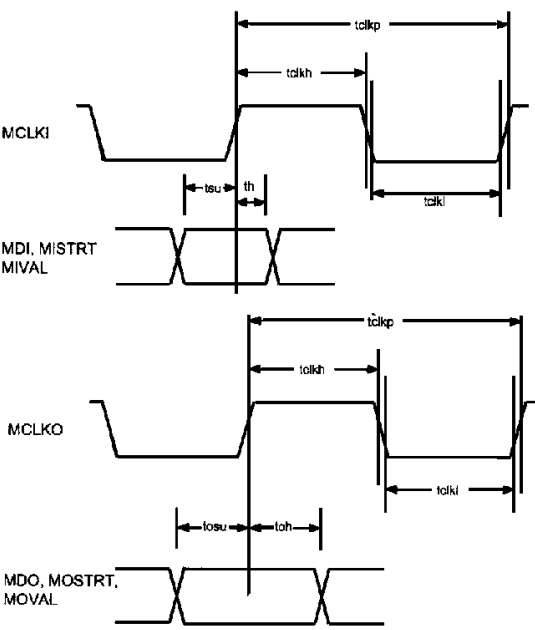 tclkp
tclkh
MCLKI
tclkl
tsu
th
MDI, MISTRT
MIVAL
tclkp
tclkh
MCLKO
tclkl
tosu
toh
MDO, MOSTRT,
MOVAL